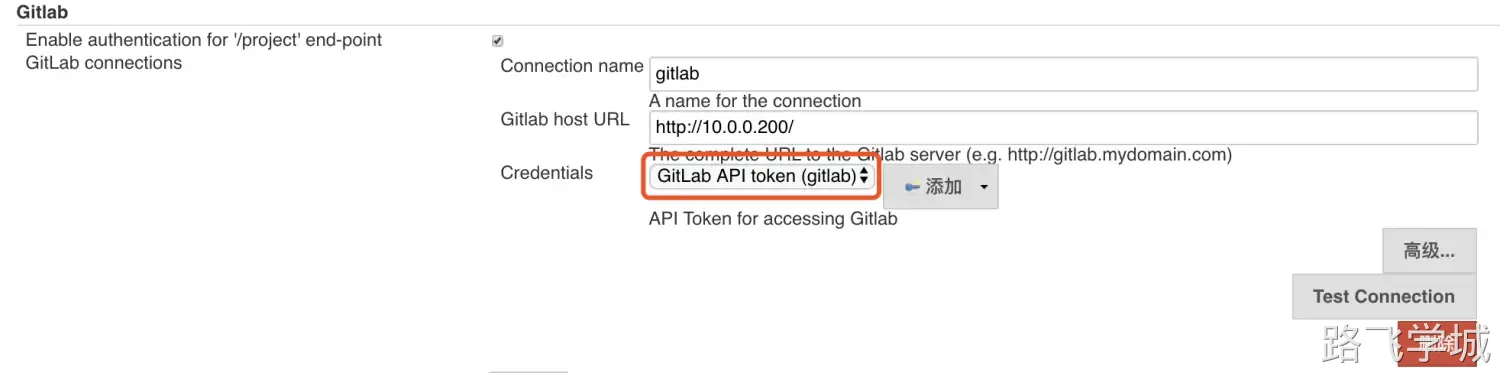 Gitlab
Enable authentication for '/project' end-point
GitLab connections
Connection name
gitlab
A name for the connection
Gitlab host URL
http://10.0.0.200/
The complete URL to the Gitlab server (e.g. http://gitlab.mydomain.com)
Credentials
GitLab API token (gitlab)
添加
API Token for accessing Gitlab
高级...
Test Connection
删除
路飞学城